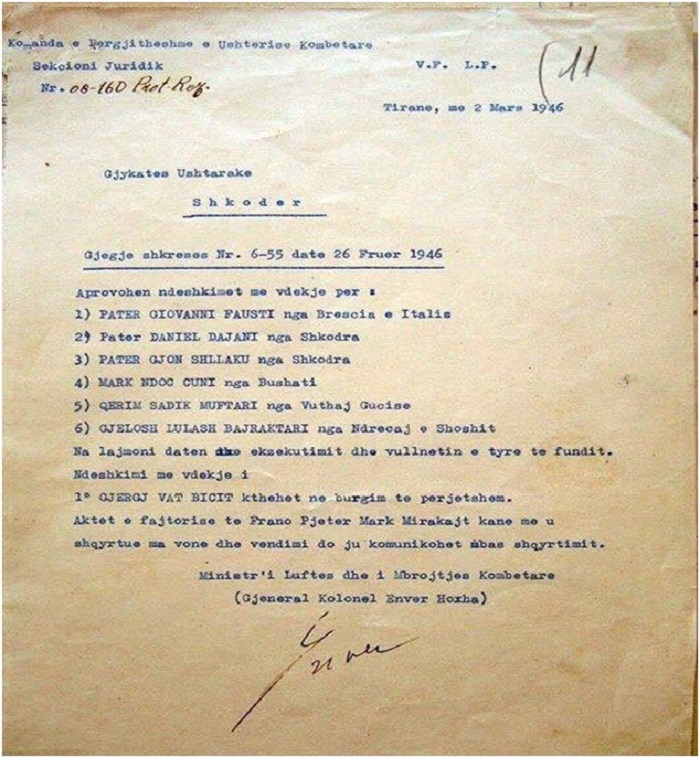 Komanda e Pergjitheshme e Ushterise Kombetare
Sekcioni Juridik V.F. L.P. 11
Nr. 08-160 Prot-Rez.
Tirane, me 2 Mars 1946
Gjykates Ushtarake
Shkoder
Gjegje shkreses Nr. 6-55 date 26 Fruer 1946
Aprovohen ndeshkimet me vdekje per :
1) PATER GIOVANNI FAUSTI nga Brescia e Italis
2) Pater DANIEL DAJANI nga Shkodra
3) PATER GJON SHLLAKU nga Shkodra
4) MARK NDOC CUNI nga Bushati
5) QERIM SADIK MUFTARI nga Vuthaj Gucise
6) GJELOSH LULASH BAJRAKTARI nga Ndrecaj e Shoshit
Na lajmoni daten dhe ekzekutimit dhe vullnetin e tyre te fundit.
Ndeshkimi me vdekje i
1° GJERGJ VAT BICIT kthehet ne burgim te perjetshem.
Aktet e fajtorise te Frano Pjeter Mark Mirakajt kane me u
shqyrtue ma vone dhe vendimi do ju komunikohet mbas shqyrtimit.
Ministr'i Luftes dhe i Mbrojtjes Kombetare
(Gjeneral Kolonel Enver Hoxha)
Enver